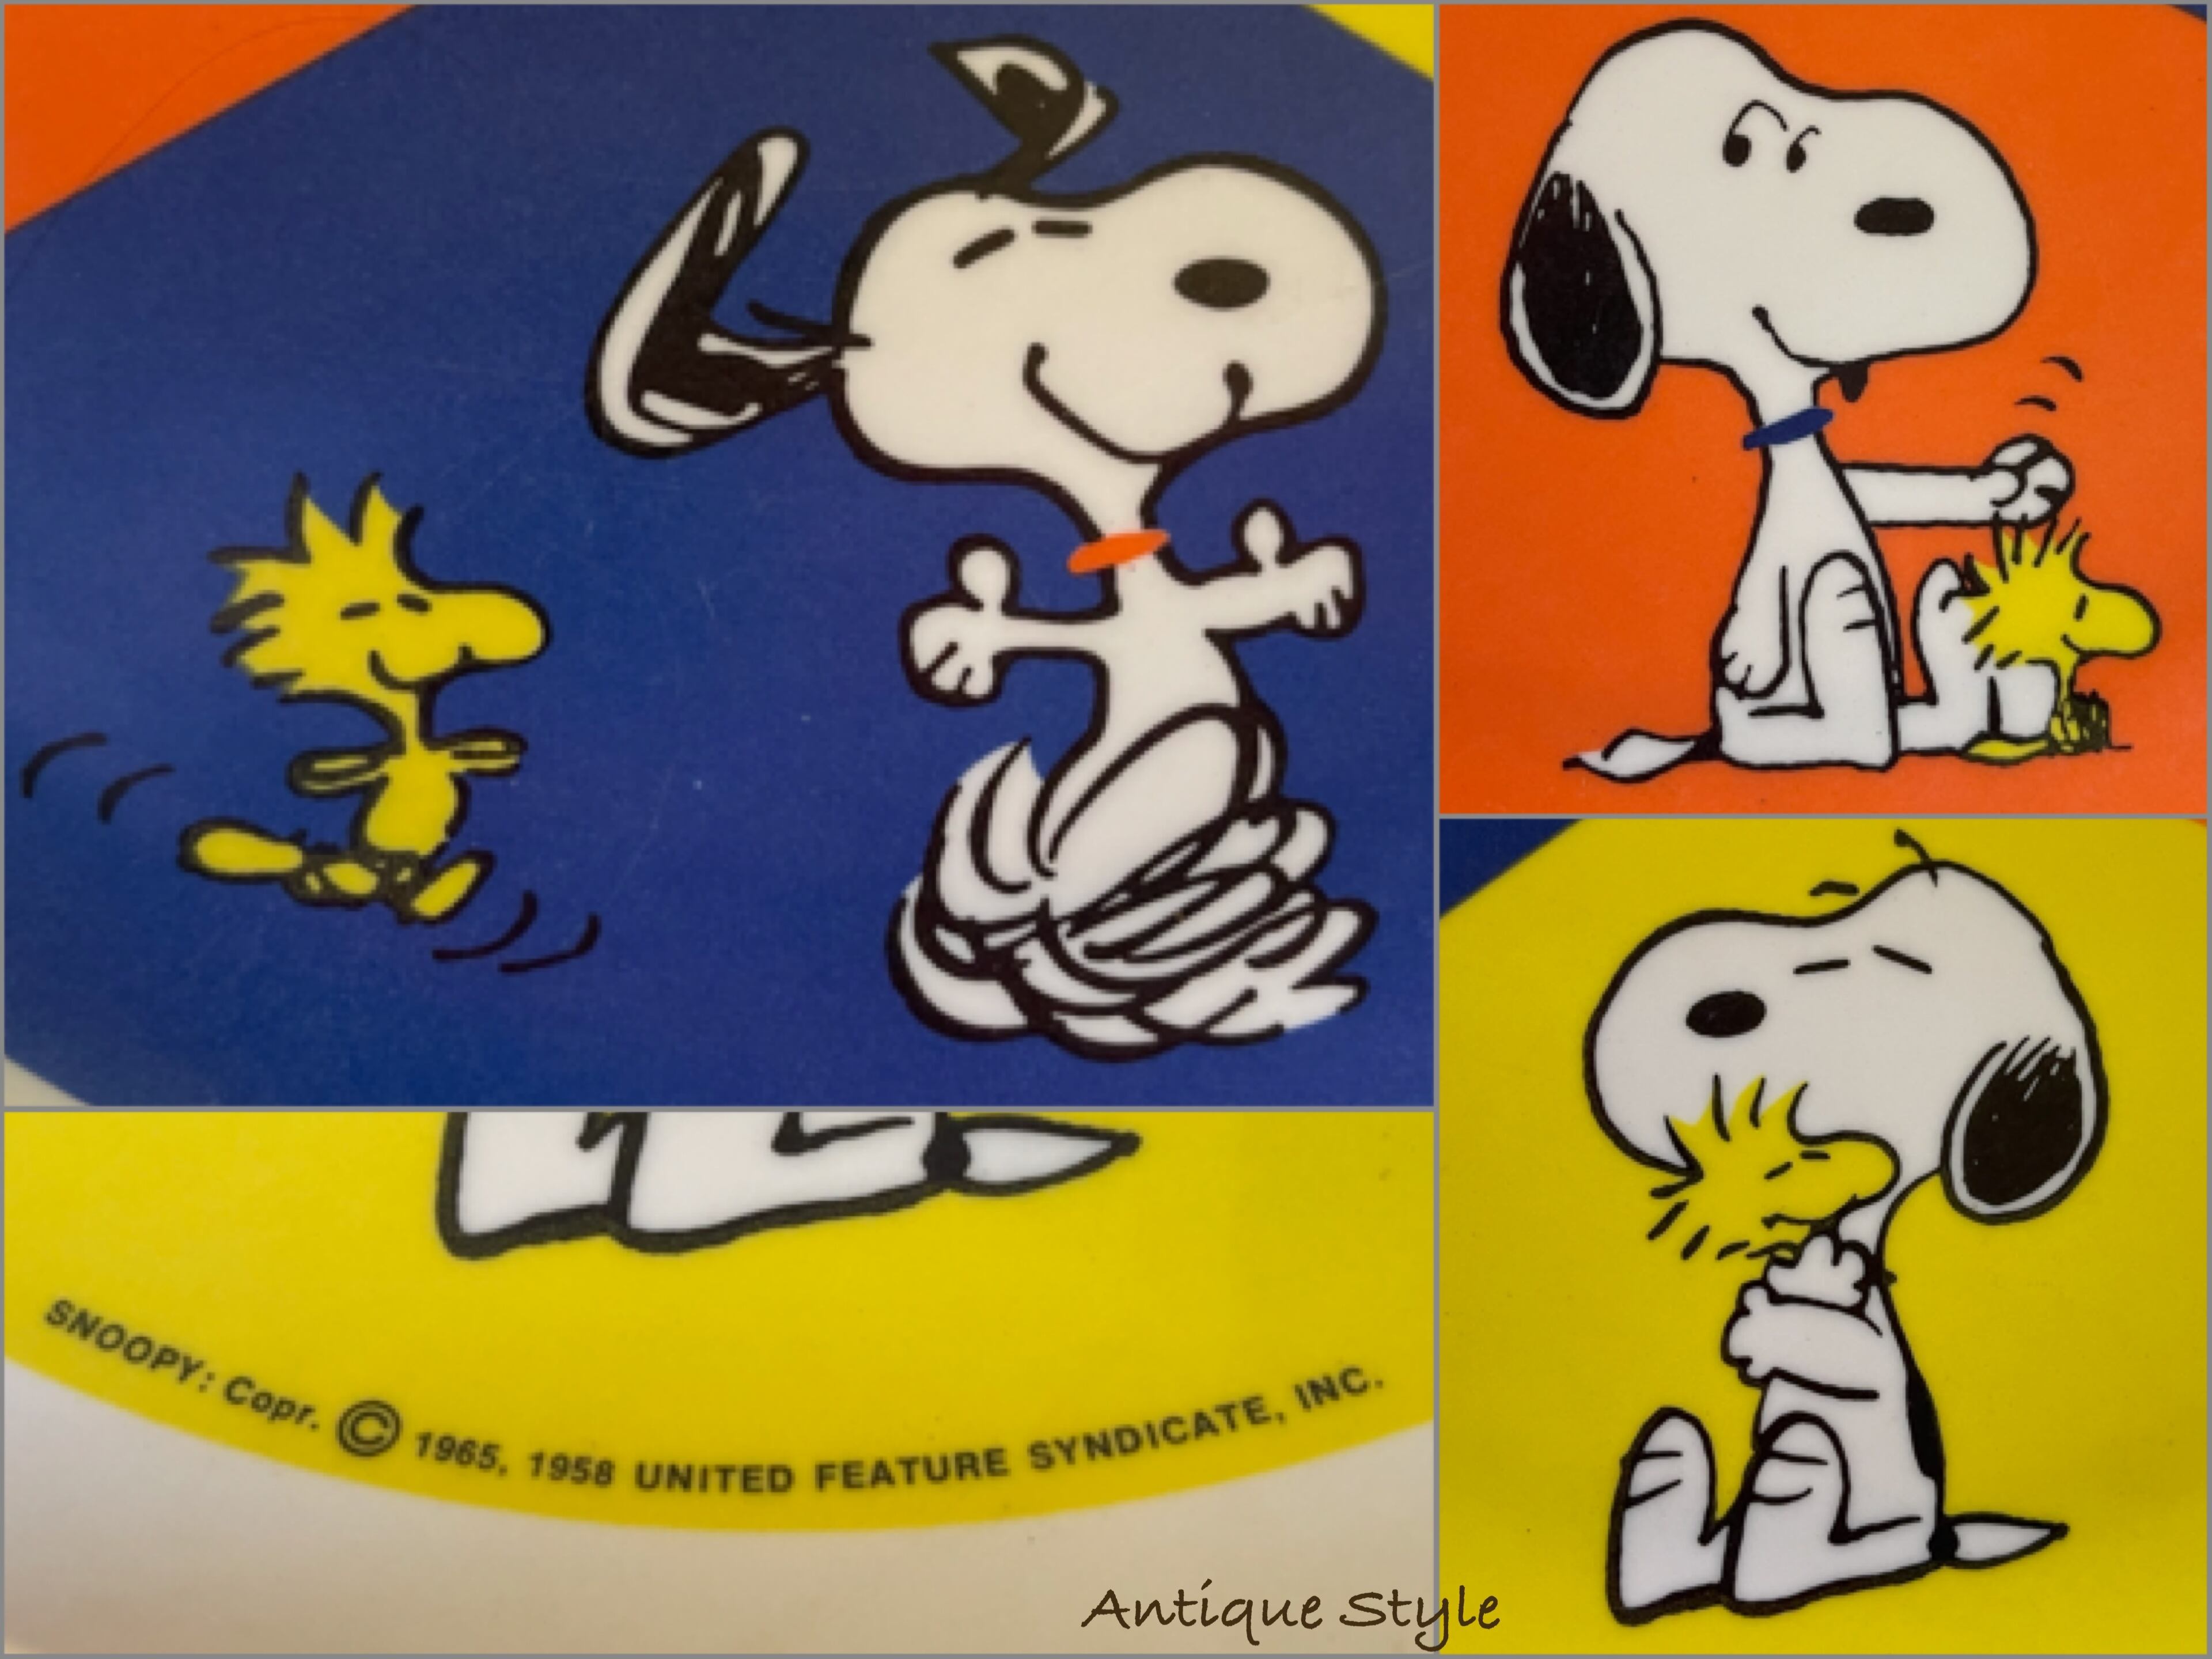 SNOOPY: Copr. © 1965, 1958 UNITED FEATURE SYNDICATE, INC.
Antique Style